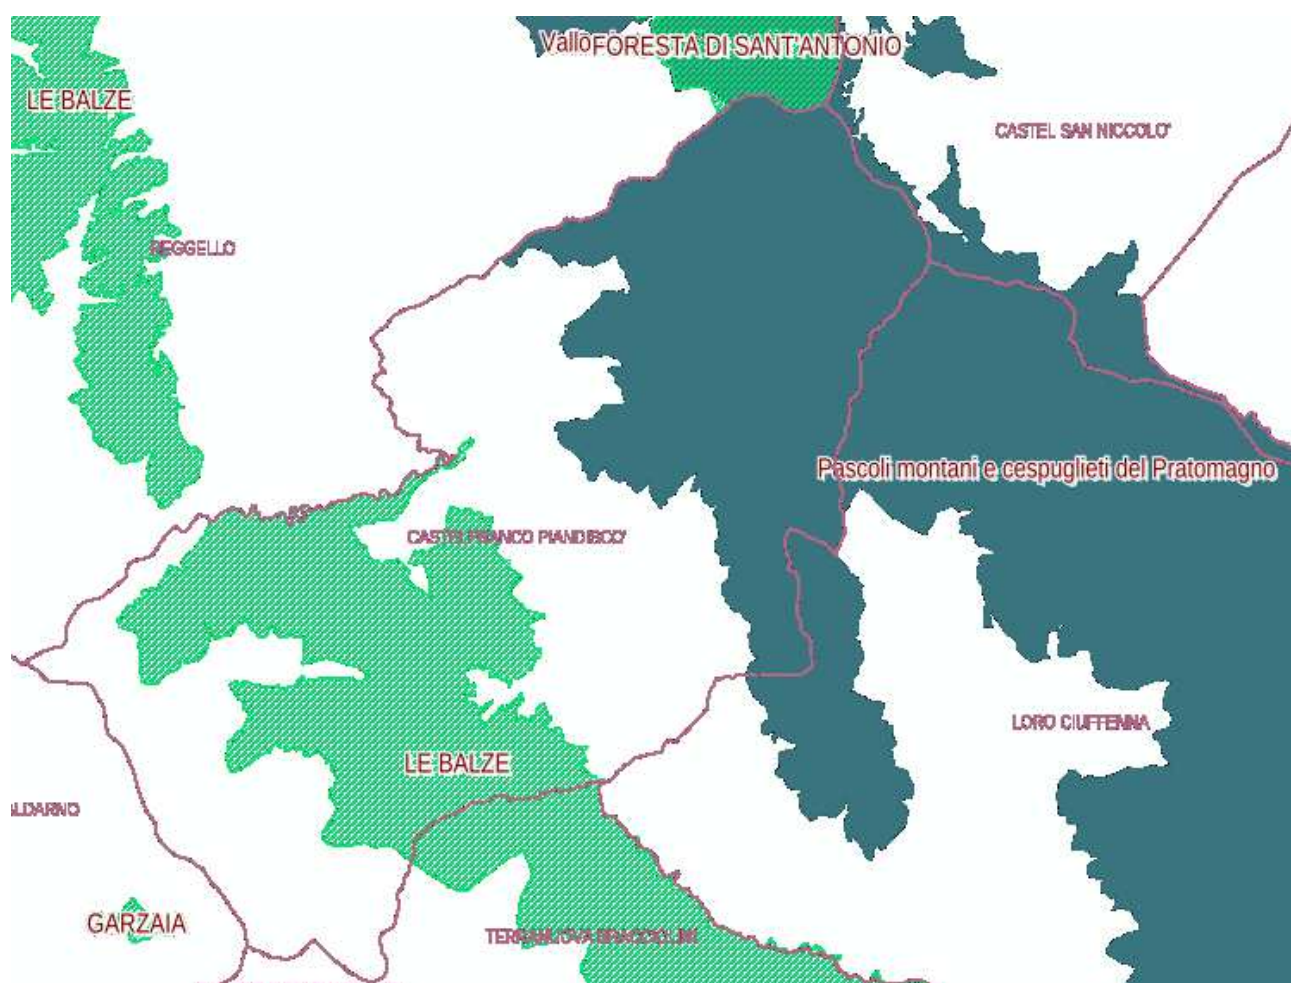 Vallo
FORESTA DI SANT'ANTONIO
LE BALZE
CASTEL SAN NICCOLO'
REGGELLO
Pascoli montani e cespuglieti del Pratomagno
CASTELFRANCO PIANDISCO'
LORO CIUFFENNA
LE BALZE
ALDARNO
GARZAIA
TERRANUOVA BRACCIOLINI